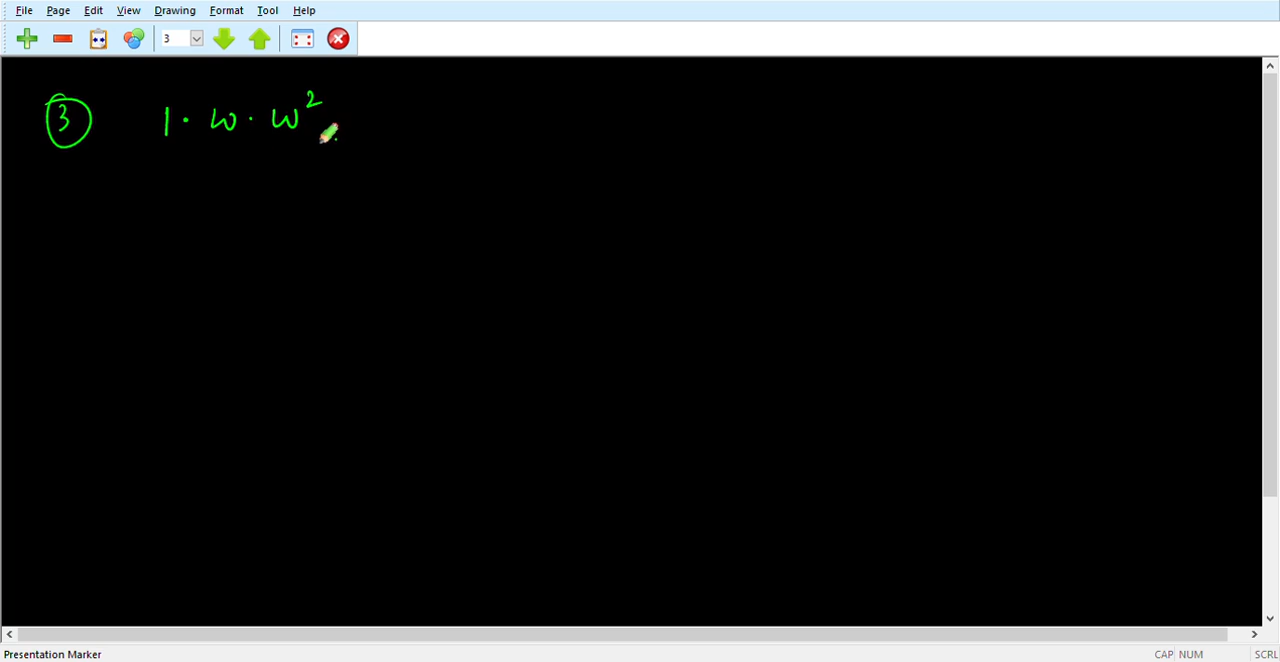 File Page Edit View Drawing Format Tool Help
3
③ 1 · ω · ω²
Presentation Marker CAP NUM SCRL